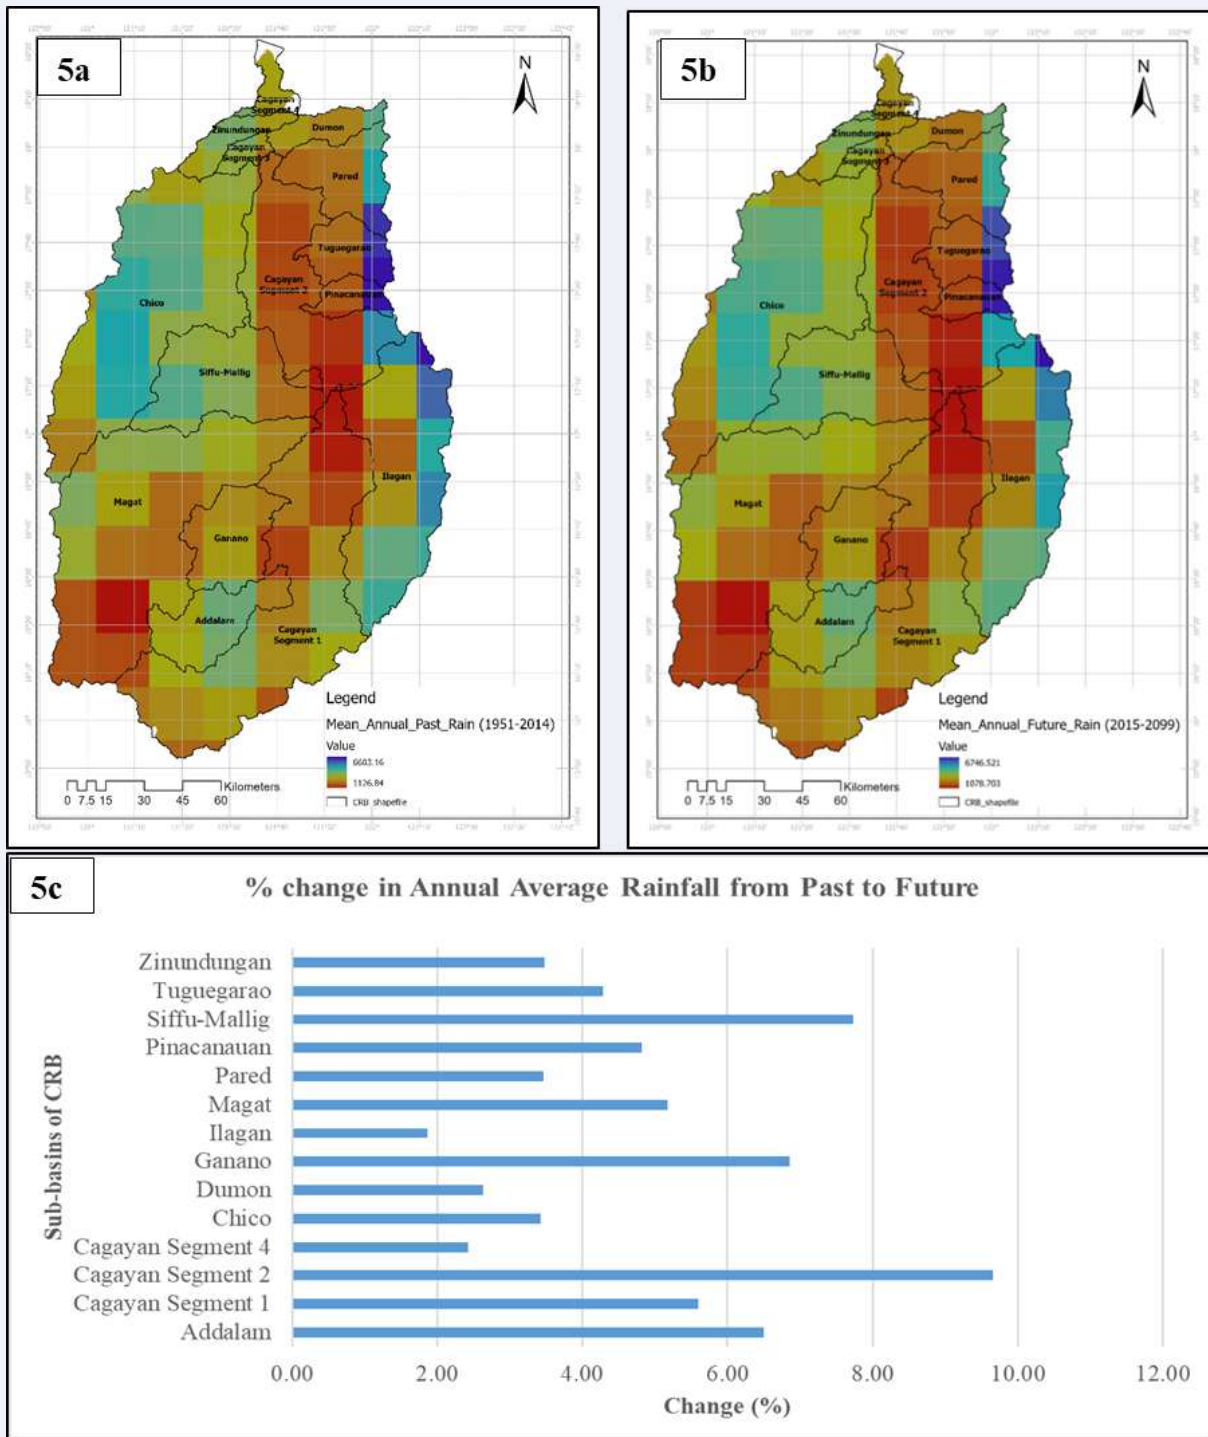 5a
N
Cagayan
Segment 4
Zinundungan
Dumon
Cagayan
Segment 3
Pared
Tuguegarao
Cagayan
Segment 2
Pinacanauan
Chico
Siffu-Mallig
Ilagan
Magat
Ganano
Addalam
Cagayan
Segment 1
Legend
Mean_Annual_Past_Rain (1951-2014)
Value
6603.16
1126.84
CRB_shapefile
Kilometers
0 7.5 15 30 45 60
5b
N
Cagayan
Segment 4
Zinundungan
Dumon
Cagayan
Segment 3
Pared
Tuguegarao
Cagayan
Segment 2
Pinacanauan
Chico
Siffu-Mallig
Ilagan
Magat
Ganano
Addalam
Cagayan
Segment 1
Legend
Mean_Annual_Future_Rain (2015-2099)
Value
6746.521
1078.703
CRB_shapefile
Kilometers
0 7.5 15 30 45 60
5c
% change in Annual Average Rainfall from Past to Future
Sub-basins of CRB
Zinundungan
Tuguegarao
Siffu-Mallig
Pinacanauan
Pared
Magat
Ilagan
Ganano
Dumon
Chico
Cagayan Segment 4
Cagayan Segment 2
Cagayan Segment 1
Addalam
0.00 2.00 4.00 6.00 8.00 10.00 12.00
Change (%)